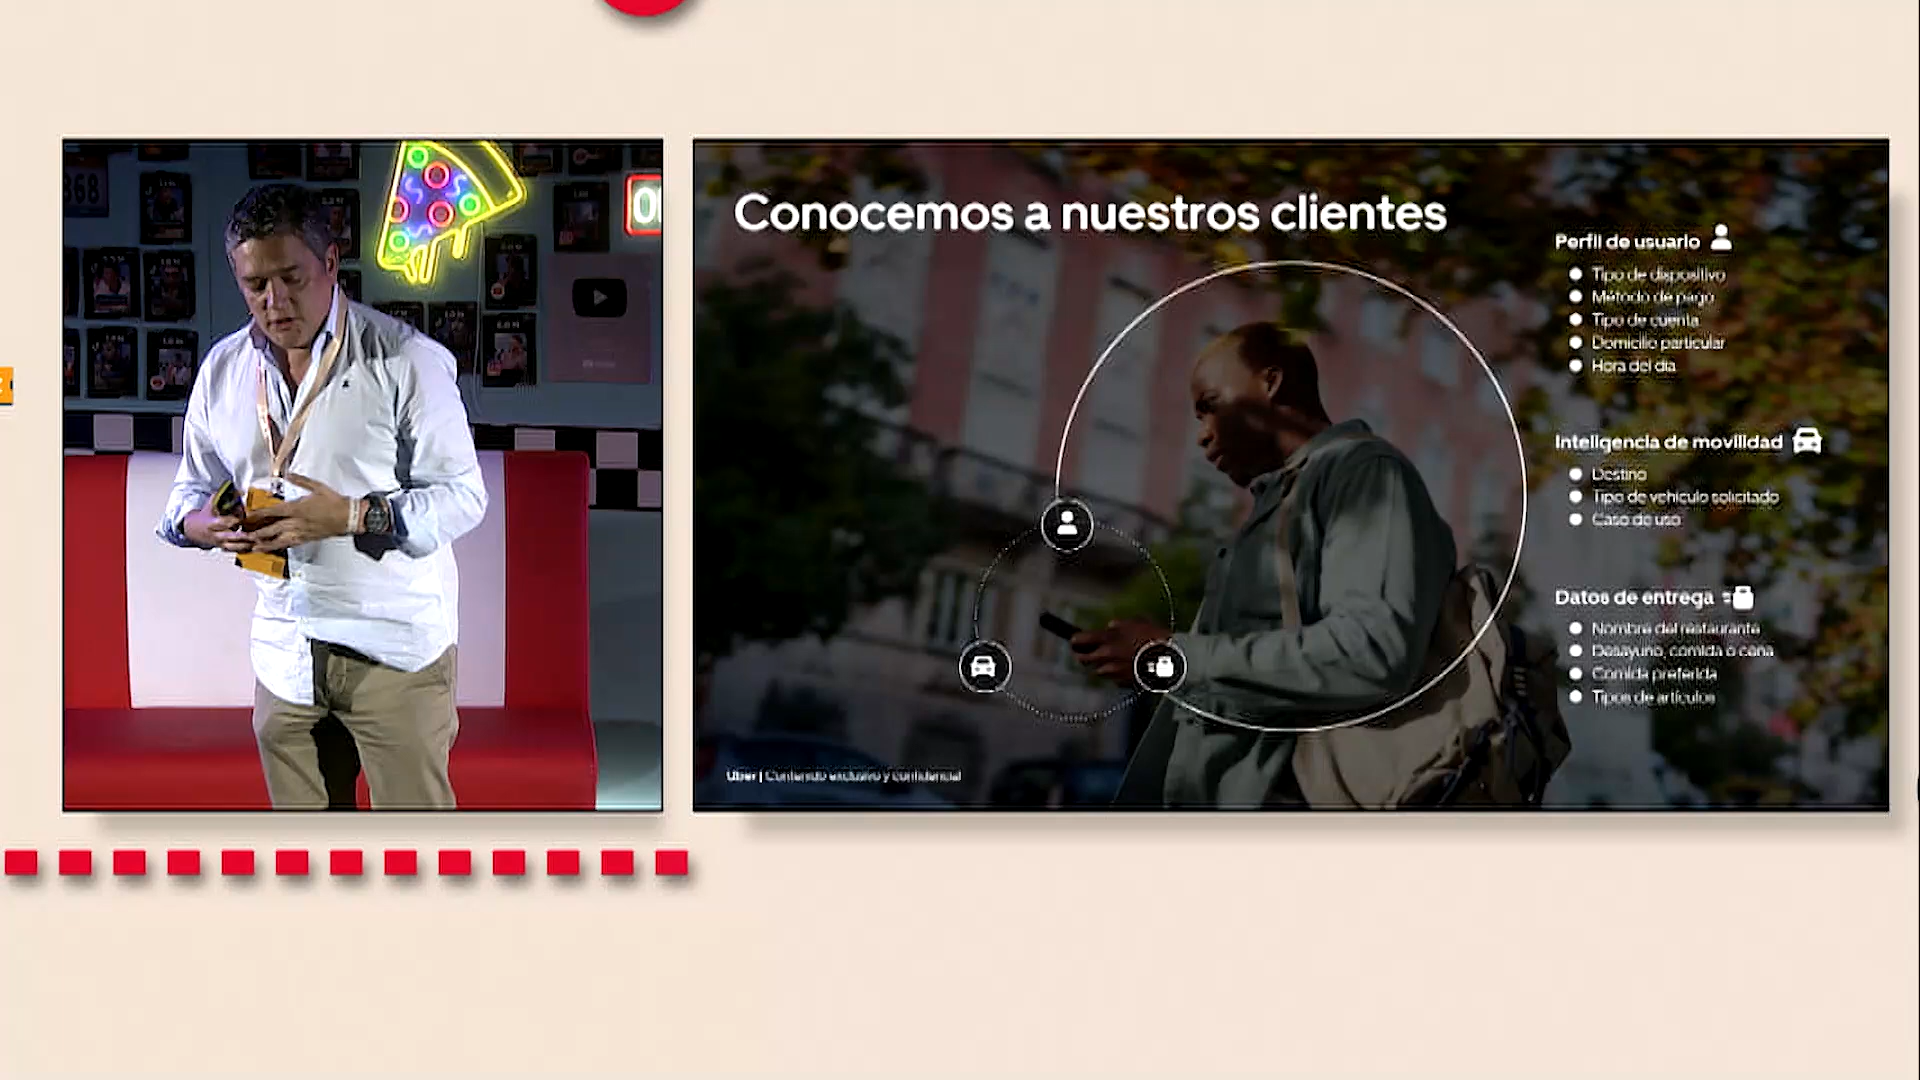 Conocemos a nuestros clientes
Perfil de usuario
Tipo de dispositivo
Método de pago
Tipo de cuenta
Domicilio particular
Hora del día
Inteligencia de movilidad
Destino
Tipo de vehículo solicitado
Caso de uso
Datos de entrega
Nombre del restaurante
Desayuno, comida o cena
Comida preferida
Tipos de artículos
Uber | Contenido exclusivo y confidencial
368